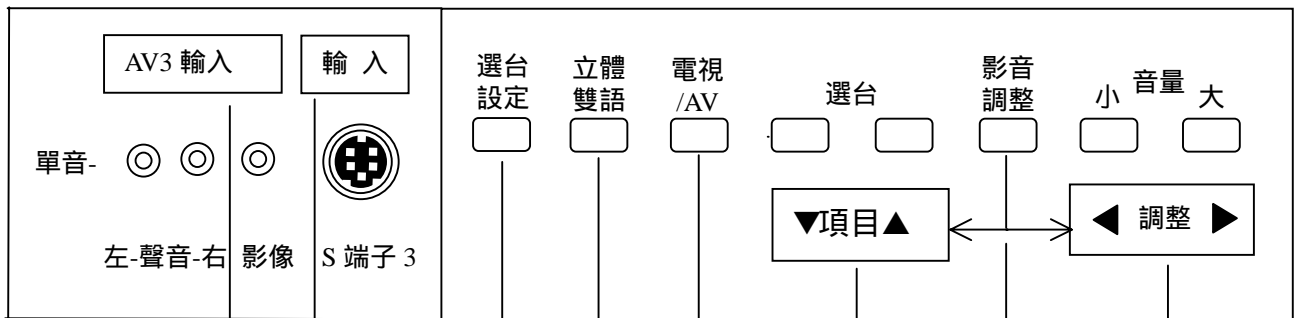 AV3 輸入
輸 入
單音-
左-聲音-右
影像
S 端子 3
選台
設定
立體
雙語
電視
/AV
選台
影音
調整
小 音量 大
▼項目▲
◀ 調整 ▶